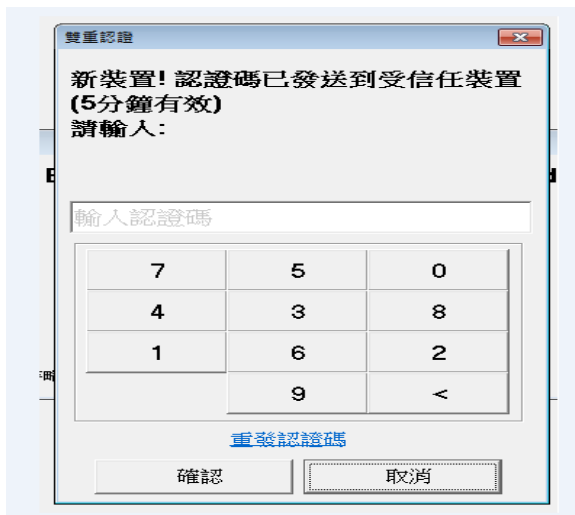 雙重認證
新裝置! 認證碼已發送到受信任裝置
(5分鐘有效)
請輸入:
輸入認證碼
7 5 0
4 3 8
1 6 2
9 <
重發認證碼
確認 取消